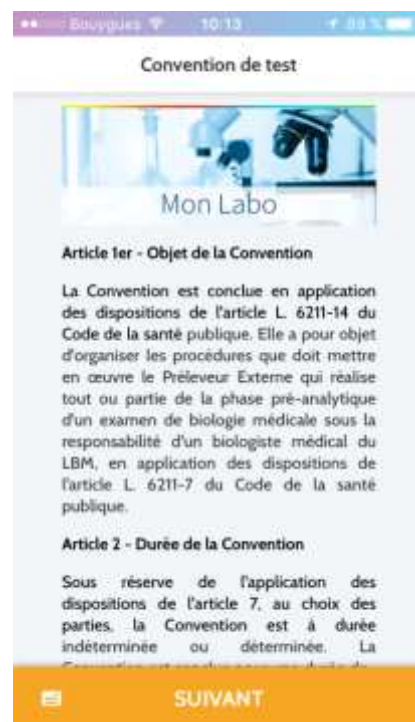 Bouygues 10:13
Convention de test
Mon Labo
Article 1er - Objet de la Convention
La Convention est conclue en application
des dispositions de l'article L. 6211-14 du
Code de la santé publique. Elle a pour objet
d'organiser les procédures que doit mettre
en œuvre le Préleveur Externe qui réalise
tout ou partie de la phase pré-analytique
d'un examen de biologie médicale sous la
responsabilité d'un biologiste médical du
LBM, en application des dispositions de
l'article L. 6211-7 du Code de la santé
publique.
Article 2 - Durée de la Convention
Sous réserve de l'application des
dispositions de l'article 7, au choix des
parties, la Convention est à durée
indéterminée ou déterminée. La
SUIVANT